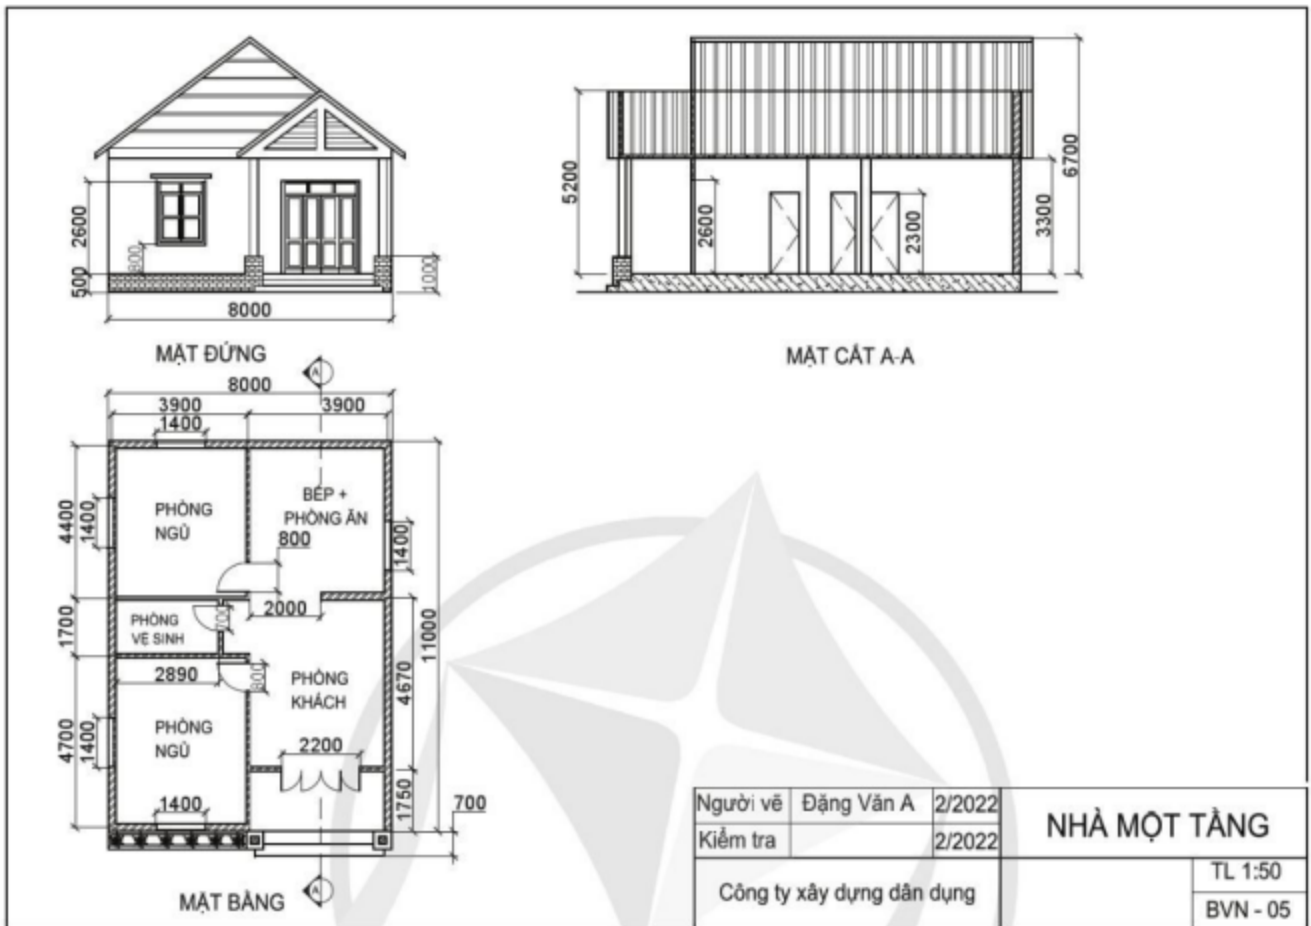 2600
800
500
1000
8000
MẶT ĐỨNG
5200
2600
2300
3300
6700
MẶT CẮT A-A
A
8000
3900
3900
1400
4400
1400
PHÒNG
NGỦ
BẾP +
PHÒNG ĂN
800
1400
11000
1700
PHÒNG
VỆ SINH
700
2000
2890
800
PHÒNG
KHÁCH
4670
4700
1400
PHÒNG
NGỦ
2200
1400
1750
700
MẶT BẰNG
A
Người vẽ Đặng Văn A 2/2022
Kiểm tra 2/2022
NHÀ MỘT TẦNG
Công ty xây dựng dân dụng
TL 1:50
BVN - 05